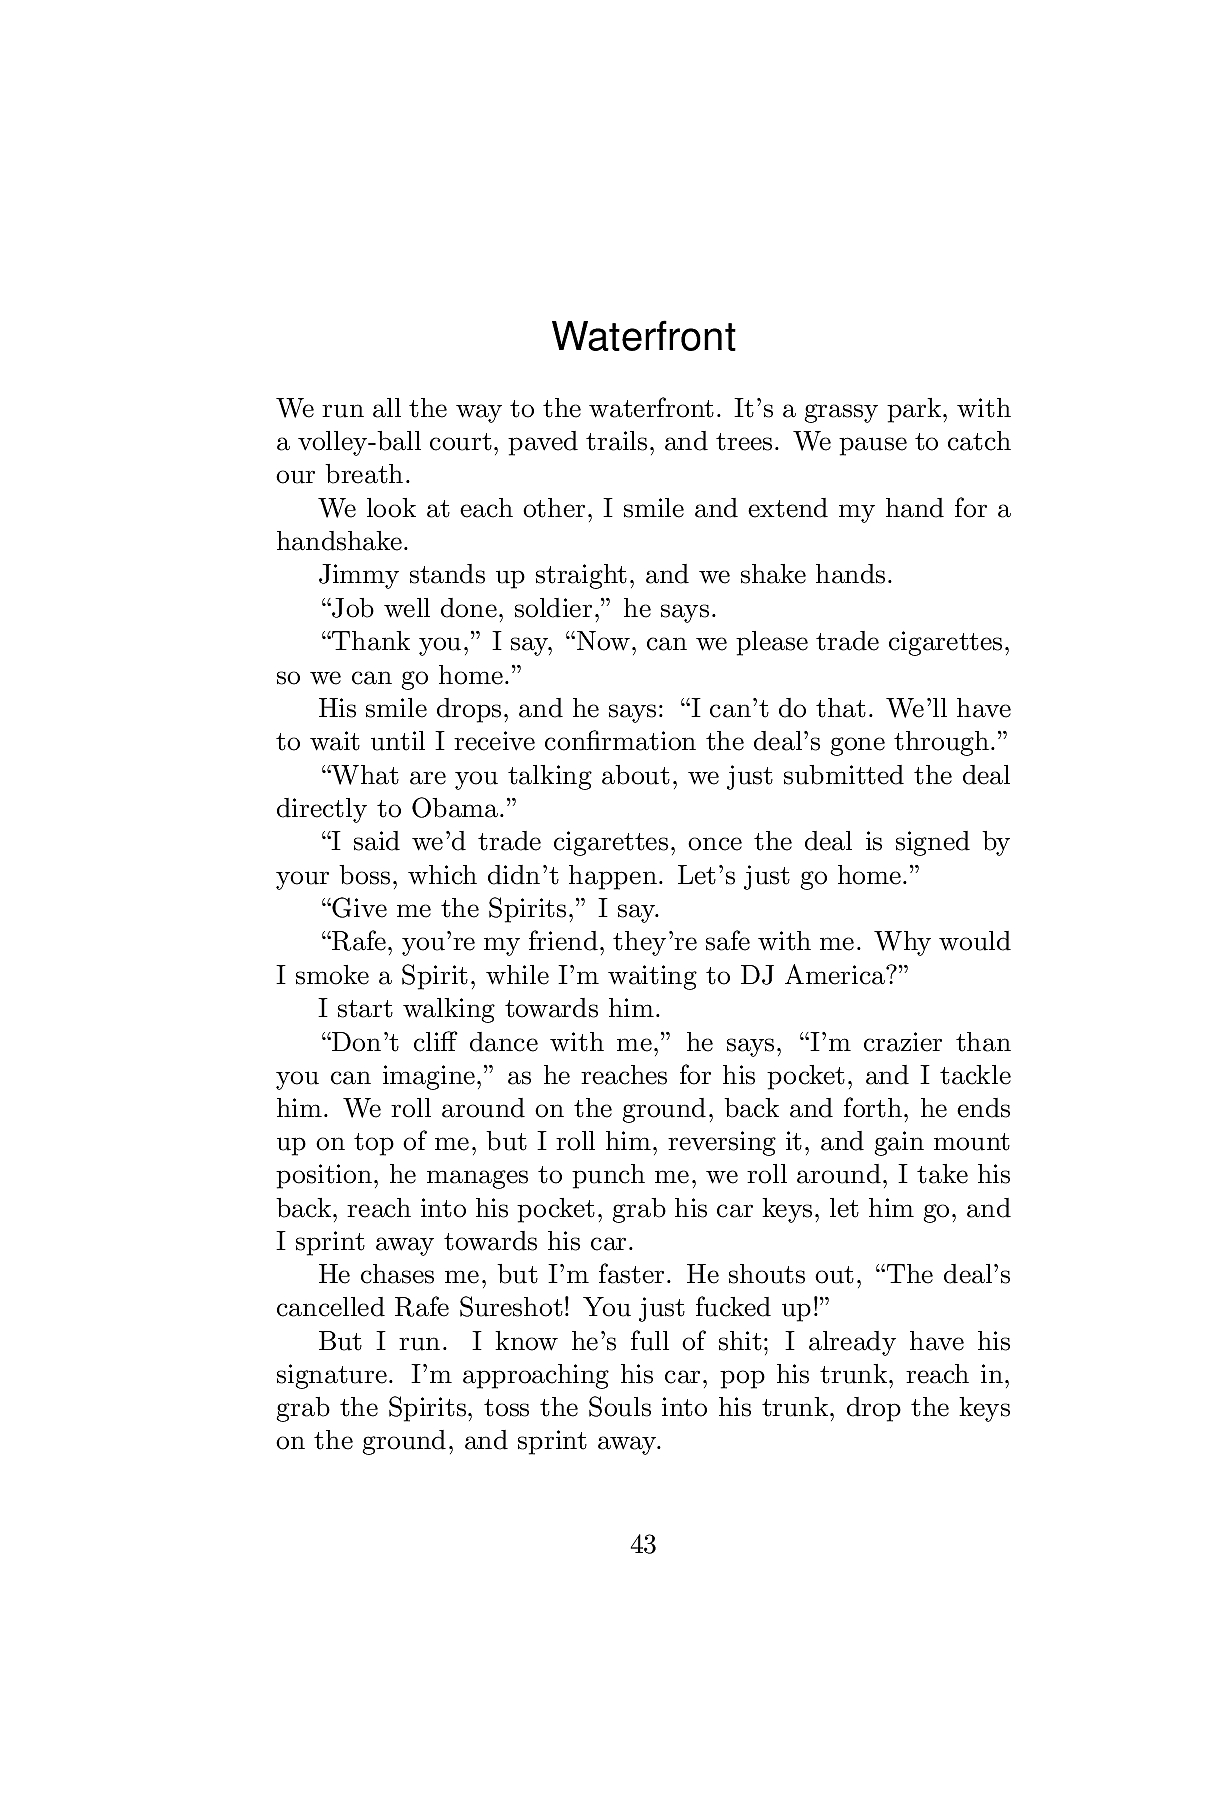 Waterfront
We run all the way to the waterfront. It’s a grassy park, with
a volley-ball court, paved trails, and trees. We pause to catch
our breath.
We look at each other, I smile and extend my hand for a
handshake.
Jimmy stands up straight, and we shake hands.
“Job well done, soldier,” he says.
“Thank you,” I say, “Now, can we please trade cigarettes,
so we can go home.”
His smile drops, and he says: “I can’t do that. We’ll have
to wait until I receive confirmation the deal’s gone through.”
“What are you talking about, we just submitted the deal
directly to Obama.”
“I said we’d trade cigarettes, once the deal is signed by
your boss, which didn’t happen. Let’s just go home.”
“Give me the Spirits,” I say.
“Rafe, you’re my friend, they’re safe with me. Why would
I smoke a Spirit, while I’m waiting to DJ America?”
I start walking towards him.
“Don’t cliff dance with me,” he says, “I’m crazier than
you can imagine,” as he reaches for his pocket, and I tackle
him. We roll around on the ground, back and forth, he ends
up on top of me, but I roll him, reversing it, and gain mount
position, he manages to punch me, we roll around, I take his
back, reach into his pocket, grab his car keys, let him go, and
I sprint away towards his car.
He chases me, but I’m faster. He shouts out, “The deal’s
cancelled Rafe Sureshot! You just fucked up!”
But I run. I know he’s full of shit; I already have his
signature. I’m approaching his car, pop his trunk, reach in,
grab the Spirits, toss the Souls into his trunk, drop the keys
on the ground, and sprint away.
43